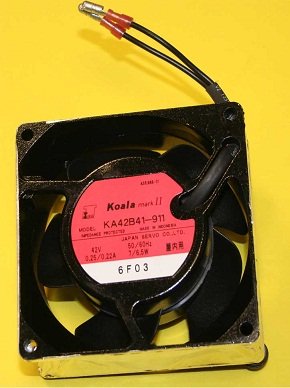 Koala mark II
MODEL KA42B41-911
IMPEDANCE PROTECTED MADE IN INDONESIA
JAPAN SERVO CO.,LTD.
42V 50/60Hz
0.25/0.22A 7/6.5W
6F03